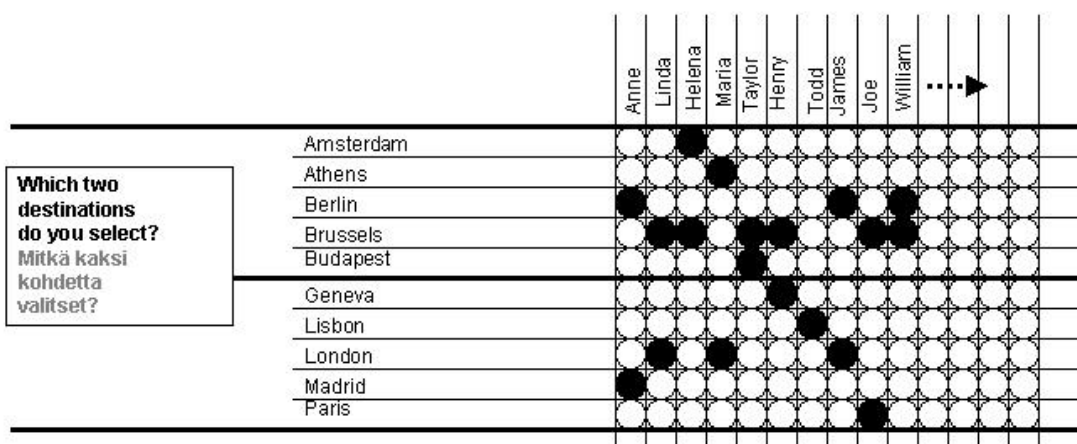 Anne
Linda
Helena
Maria
Taylor
Henry
Todd
James
Joe
William
Amsterdam
Athens
Berlin
Brussels
Budapest
Geneva
Lisbon
London
Madrid
Paris
Which two
destinations
do you select?
Mitkä kaksi
kohdetta
valitset?